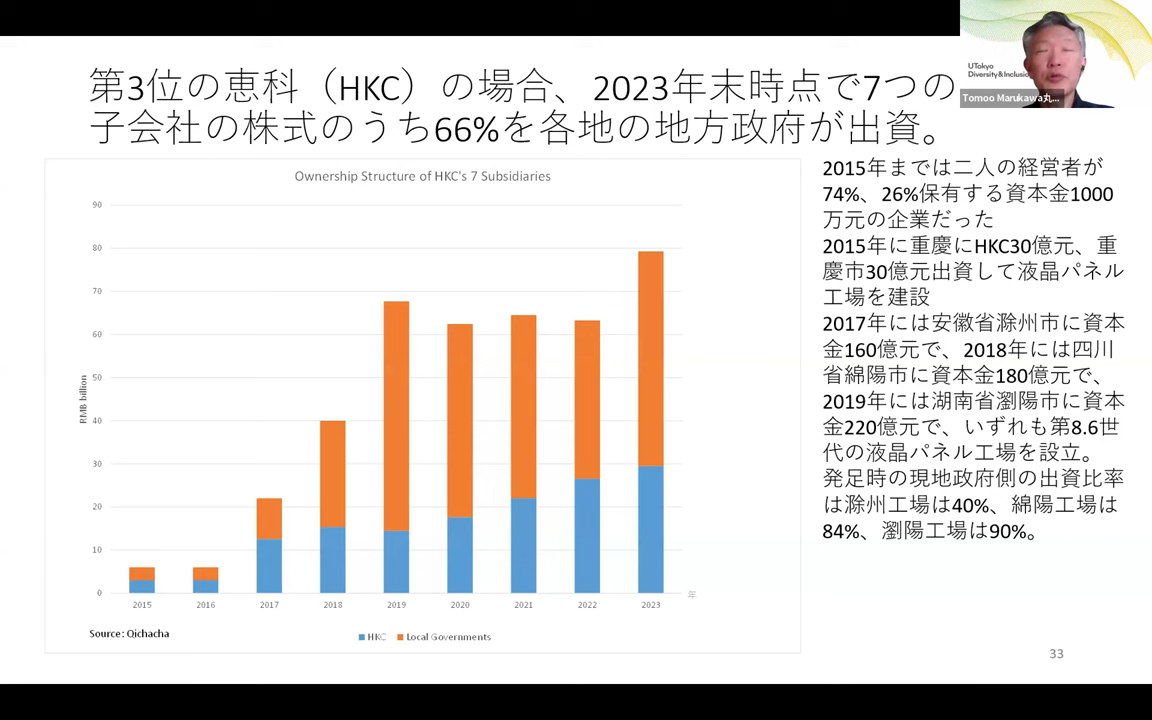 第3位の恵科（HKC）の場合、2023年末時点で7つの
子会社の株式のうち66%を各地の地方政府が出資。
UTokyo
Diversity & Inclusio
Tomoo Marukawa丸...
Ownership Structure of HKC's 7 Subsidiaries
90
80
70
60
50
40
30
20
10
0
RMB billion
2015 2016 2017 2018 2019 2020 2021 2022 2023 年
Source: Qichacha
HKC Local Governments
2015年までは二人の経営者が
74%、26%保有する資本金1000
万元の企業だった
2015年に重慶にHKC30億元、重
慶市30億元出資して液晶パネル
工場を建設
2017年には安徽省滁州市に資本
金160億元で、2018年には四川
省綿陽市に資本金180億元で、
2019年には湖南省瀏陽市に資本
金220億元で、いずれも第8.6世
代の液晶パネル工場を設立。
発足時の現地政府側の出資比率
は滁州工場は40%、綿陽工場は
84%、瀏陽工場は90%。
33